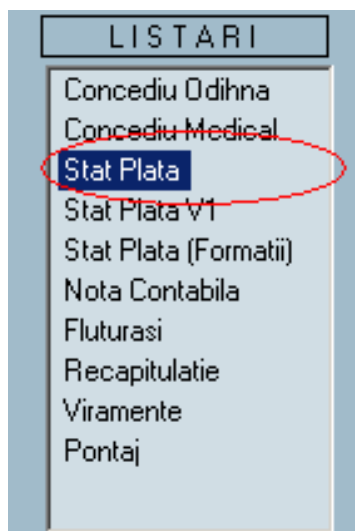 LISTARI
Concediu Odihna
Concediu Medical
Stat Plata
Stat Plata V1
Stat Plata (Formatii)
Nota Contabila
Fluturasi
Recapitulatie
Viramente
Pontaj